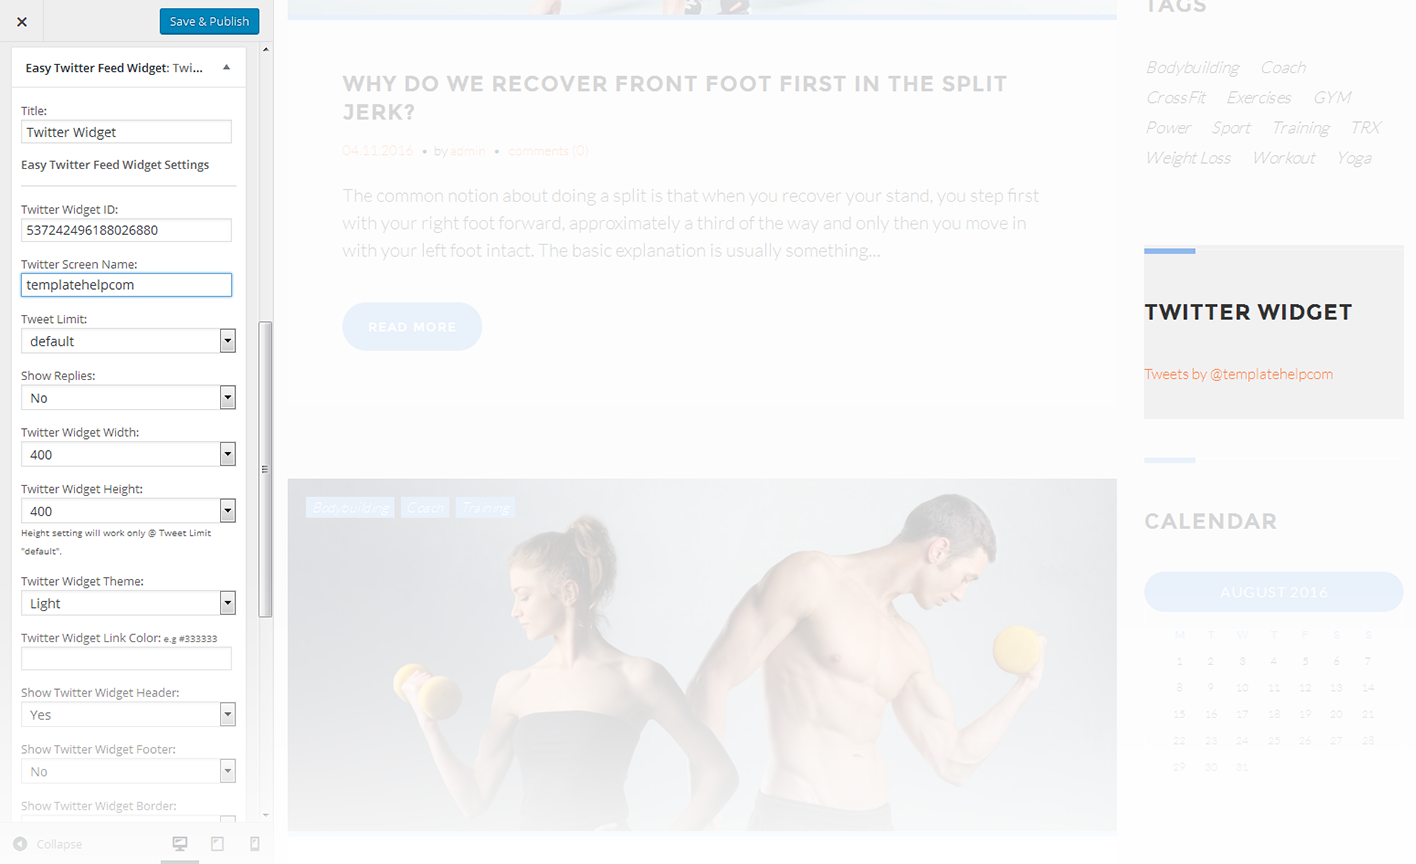 Save & Publish
Easy Twitter Feed Widget: Twi...
Title:
Twitter Widget
Easy Twitter Feed Widget Settings
Twitter Widget ID:
537242496188026880
Twitter Screen Name:
templatehelpcom
Tweet Limit:
default
Show Replies:
No
Twitter Widget Width:
400
Twitter Widget Height:
400
Height setting will work only @ Tweet Limit
"default".
Twitter Widget Theme:
Light
Twitter Widget Link Color: e.g #333333
Show Twitter Widget Header:
Yes
Show Twitter Widget Footer:
No
Show Twitter Widget Border:
Collapse
WHY DO WE RECOVER FRONT FOOT FIRST IN THE SPLIT
JERK?
04.11.2016 • by admin • comments (0)
The common notion about doing a split is that when you recover your stand, you step first
with your right foot forward, approximately a third of the way and only then you move in
with your left foot intact. The basic explanation is usually something...
READ MORE
Bodybuilding Coach Training
TAGS
Bodybuilding Coach
CrossFit Exercises GYM
Power Sport Training TRX
Weight Loss Workout Yoga
TWITTER WIDGET
Tweets by @templatehelpcom
CALENDAR
AUGUST 2016
M T W T F S S
1 2 3 4 5 6 7
8 9 10 11 12 13 14
15 16 17 18 19 20 21
22 23 24 25 26 27 28
29 30 31